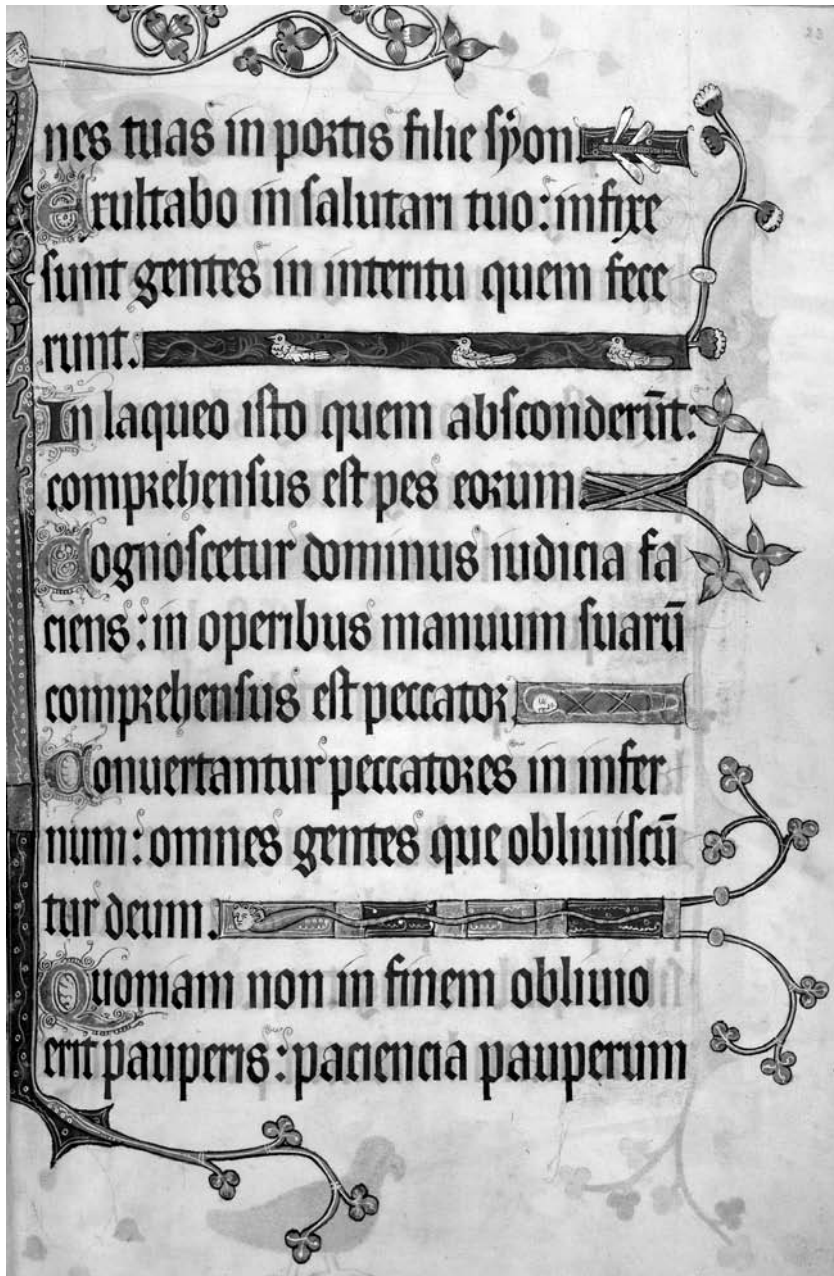 23
nes tuas in portis filie syon
Exultabo in salutari tuo : infixe
sunt gentes in interitu quem fece
runt.
In laqueo isto quem absconderūt:
comprehensus est pes eorum.
Cognoscetur dominus iudicia fa
ciens : in operibus manuum suarū
comprehensus est peccator.
Conuertantur peccatores in infer
num : omnes gentes que obliuiscū
tur deum.
Quoniam non in finem obliuio
erit pauperis : paciencia pauperum